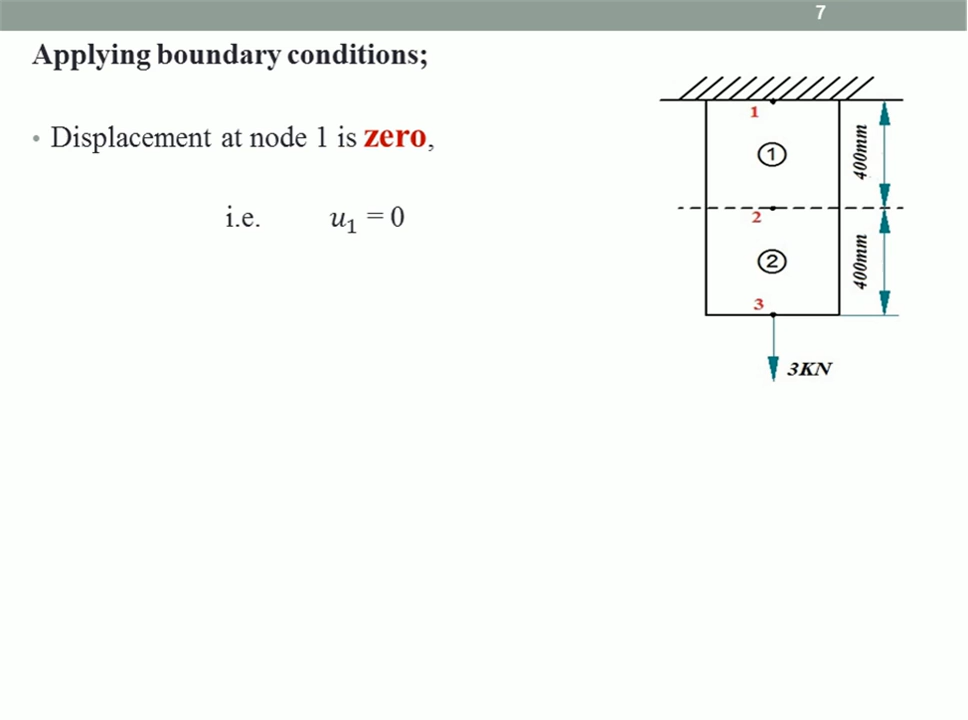 7
Applying boundary conditions;
• Displacement at node 1 is zero,
i.e. u₁ = 0
1
①
400mm
2
②
400mm
3
3KN